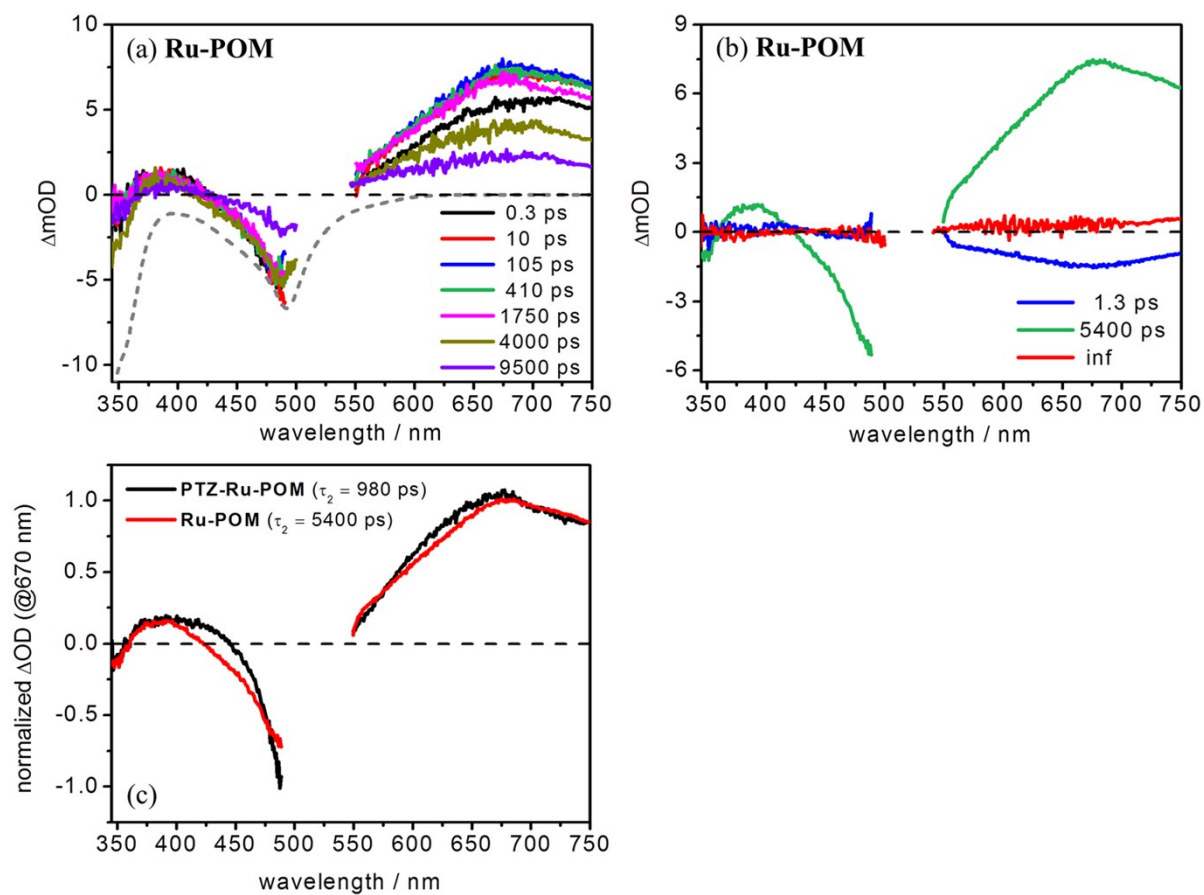 (a) Ru-POM
ΔmOD
10
5
0
-5
-10
0.3 ps
10 ps
105 ps
410 ps
1750 ps
4000 ps
9500 ps
350 400 450 500 550 600 650 700 750
wavelength / nm
(b) Ru-POM
ΔmOD
9
6
3
0
-3
-6
1.3 ps
5400 ps
inf
350 400 450 500 550 600 650 700 750
wavelength / nm
PTZ-Ru-POM (τ₂ = 980 ps)
Ru-POM (τ₂ = 5400 ps)
normalized ΔOD (@670 nm)
1.0
0.5
0.0
-0.5
-1.0
(c)
350 400 450 500 550 600 650 700 750
wavelength / nm